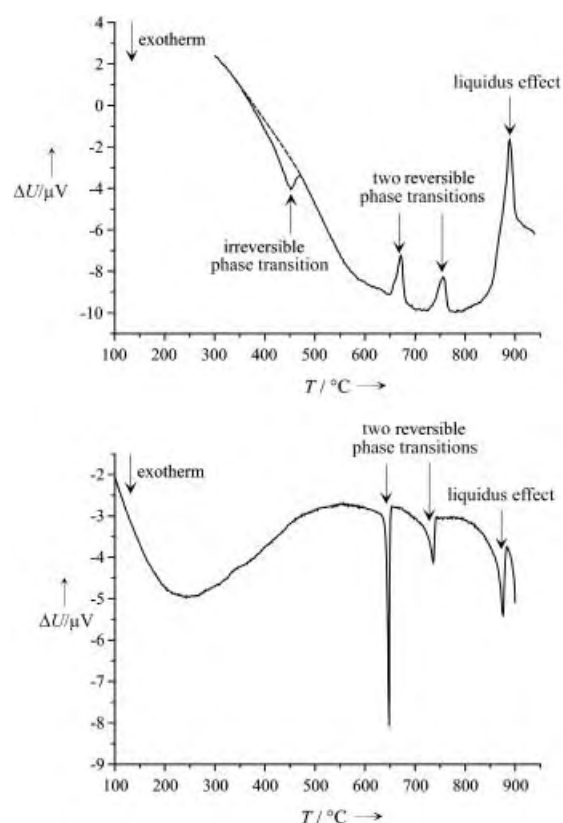 exotherm
liquidus effect
two reversible
phase transitions
irreversible
phase transition
4
2
0
-2
-4
-6
-8
-10
ΔU/μV
100 200 300 400 500 600 700 800 900
T / °C
two reversible
phase transitions
exotherm
liquidus effect
-2
-3
-4
-5
-6
-7
-8
-9
ΔU/μV
100 200 300 400 500 600 700 800 900
T / °C